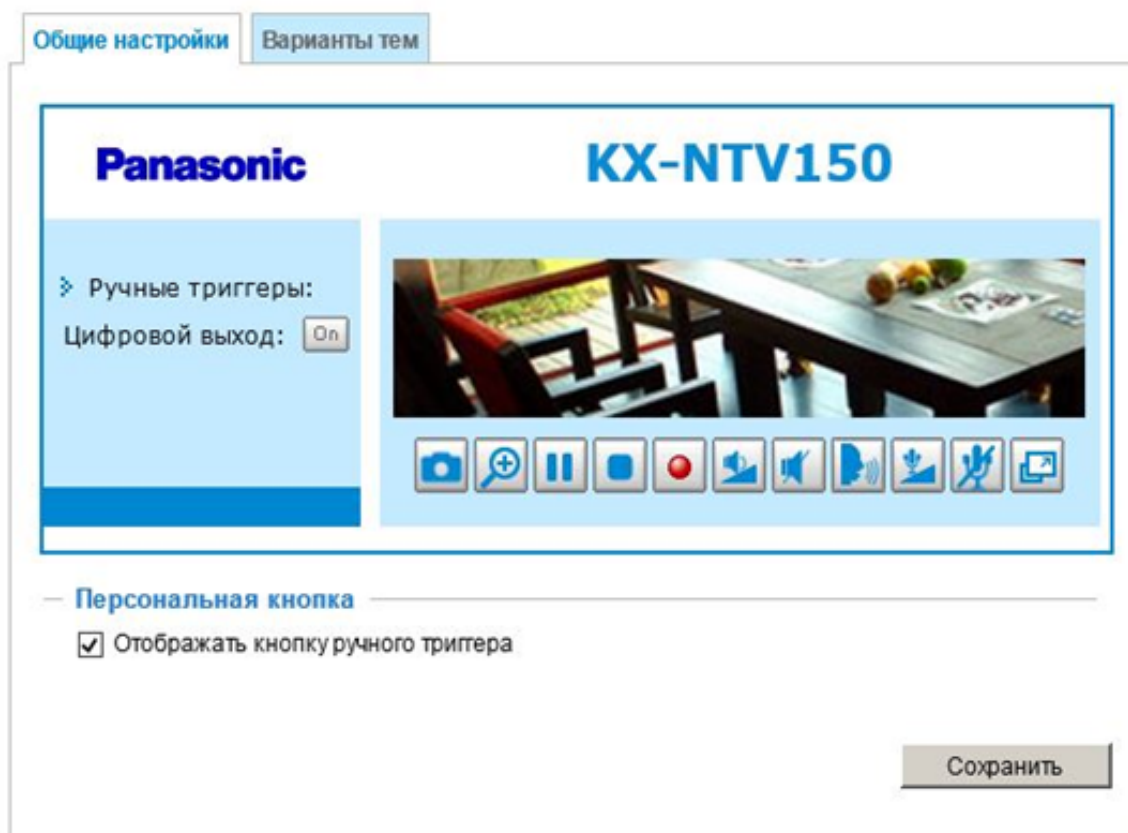 Общие настройки
Варианты тем
Panasonic
KX-NTV150
Ручные триггеры:
Цифровой выход: On
Персональная кнопка
Отображать кнопку ручного триггера
Сохранить